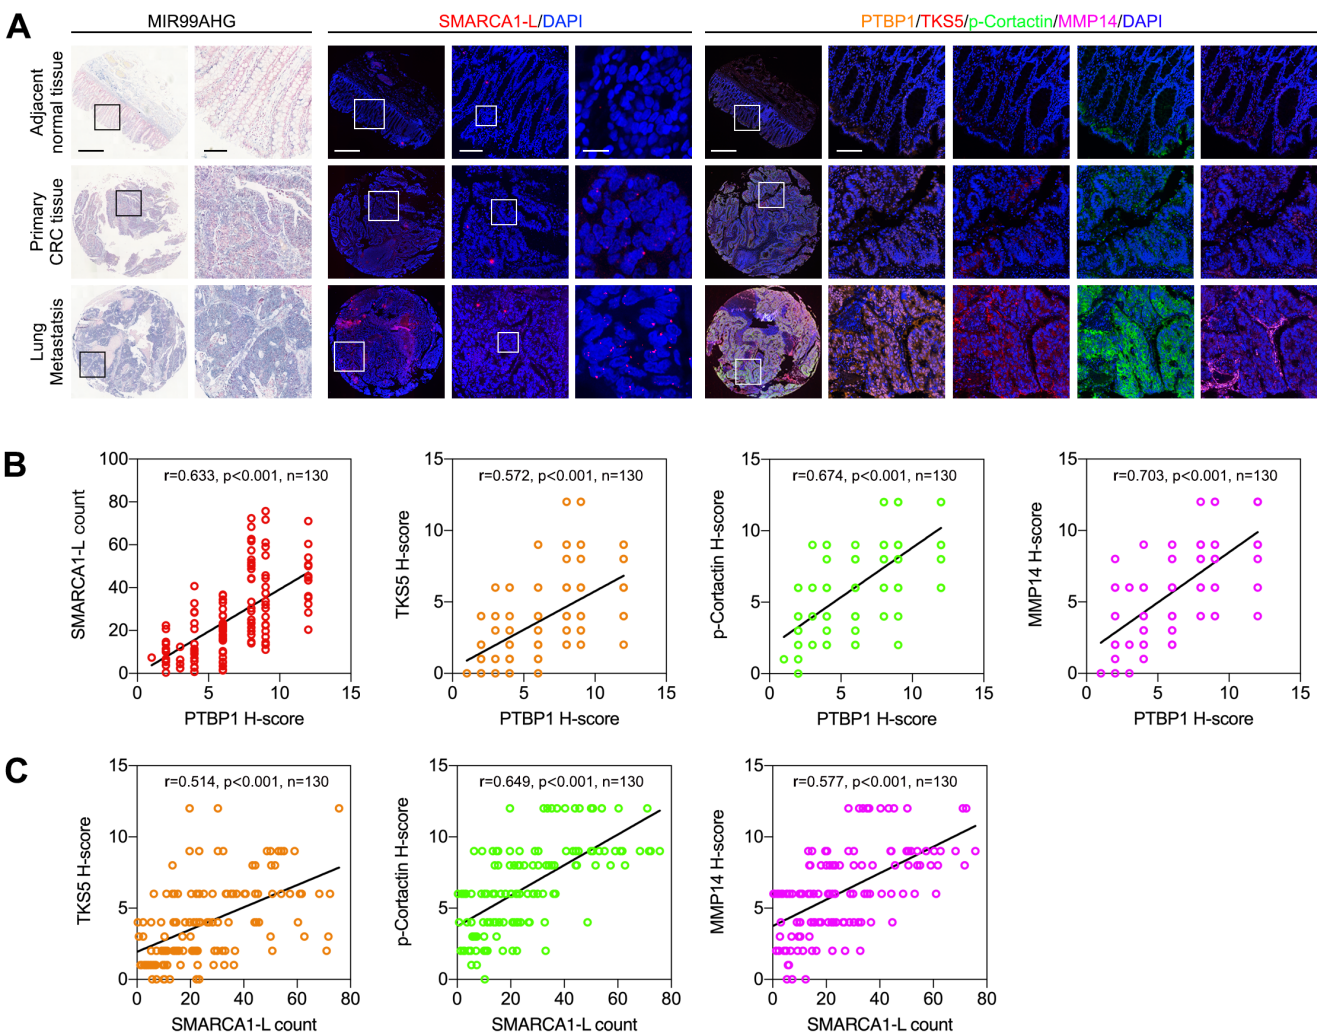 A
MIR99AHG
SMARCA1-L/DAPI
PTBP1/TKS5/p-Cortactin/MMP14/DAPI
Adjacent
normal tissue
Primary
CRC tissue
Lung
Metastatsis
B
r=0.633, p<0.001, n=130
SMARCA1-L count
100
80
60
40
20
0
0 5 10 15
PTBP1 H-score
r=0.572, p<0.001, n=130
TKS5 H-score
15
10
5
0
0 5 10 15
PTBP1 H-score
r=0.674, p<0.001, n=130
p-Cortactin H-score
15
10
5
0
0 5 10 15
PTBP1 H-score
r=0.703, p<0.001, n=130
MMP14 H-score
15
10
5
0
0 5 10 15
PTBP1 H-score
C
r=0.514, p<0.001, n=130
TKS5 H-score
15
10
5
0
0 20 40 60 80
SMARCA1-L count
r=0.649, p<0.001, n=130
p-Cortactin H-score
15
10
5
0
0 20 40 60 80
SMARCA1-L count
r=0.577, p<0.001, n=130
MMP14 H-score
15
10
5
0
0 20 40 60 80
SMARCA1-L count